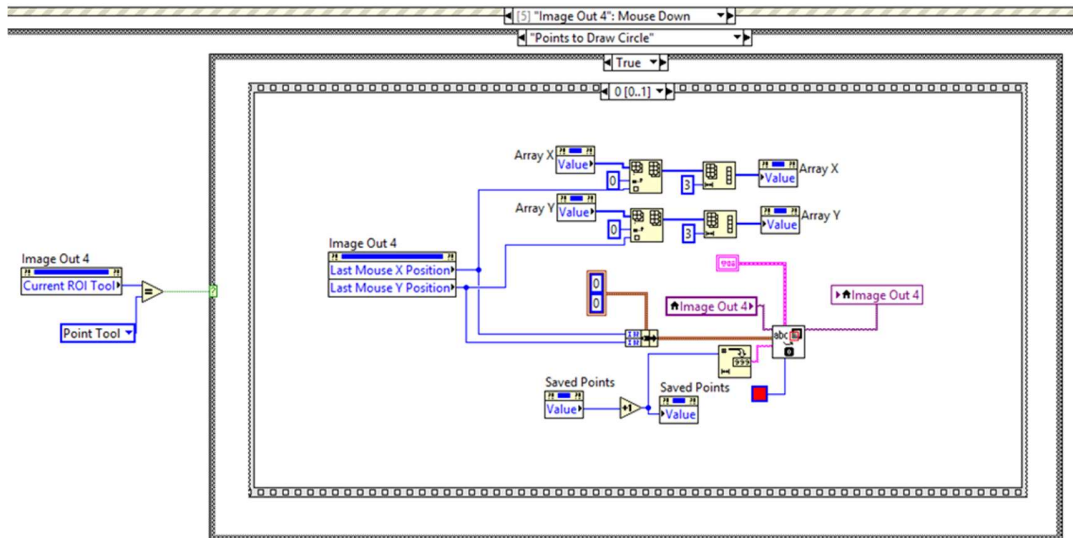 [5] "Image Out 4": Mouse Down
"Points to Draw Circle"
True
0 [0..1]
Array X
Value
0
3
Array X
Value
Array Y
Value
0
3
Array Y
Value
Image Out 4
Current ROI Tool
=
Point Tool
Image Out 4
Last Mouse X Position
Last Mouse Y Position
0
0
Image Out 4
Image Out 4
abc
Saved Points
Value
+1
Saved Points
Value